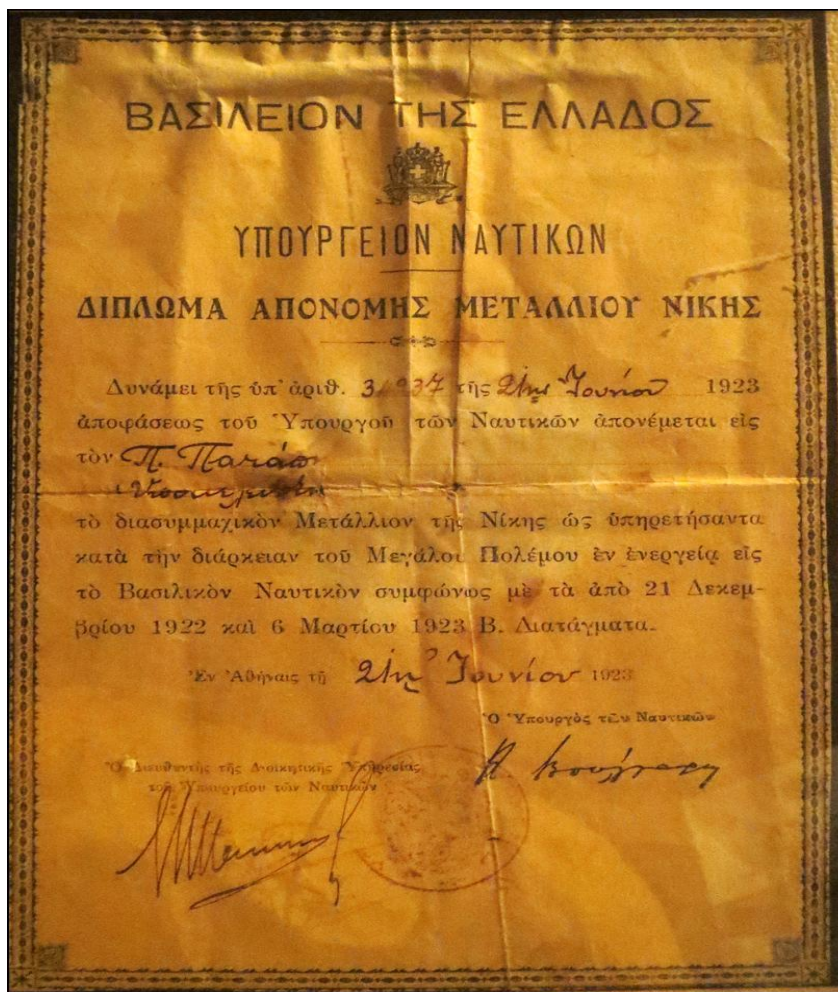 ΒΑΣΙΛΕΙΟΝ ΤΗΣ ΕΛΛΑΔΟΣ
ΥΠΟΥΡΓΕΙΟΝ ΝΑΥΤΙΚΩΝ
ΔΙΠΛΩΜΑ ΑΠΟΝΟΜΗΣ ΜΕΤΑΛΛΙΟΥ ΝΙΚΗΣ
Δυνάμει τῆς ὑπ' ἀριθ. τῆς 21ης Ἰουνίου 1923
ἀποφάσεως τοῦ Ὑπουργοῦ τῶν Ναυτικῶν ἀπονέμεται εἰς
τὸν Π.
τὸ διασυμμαχικὸν Μετάλλιον τῆς Νίκης ὡς ὑπηρετήσαντα
κατὰ τὴν διάρκειαν τοῦ Μεγάλου Πολέμου ἐν ἐνεργείᾳ εἰς
τὸ Βασιλικὸν Ναυτικὸν συμφώνως μὲ τὰ ἀπὸ 21 Δεκεμ-
βρίου 1922 καὶ 6 Μαρτίου 1923 Β. Διατάγματα.
Ἐν Ἀθήναις τῇ 21ῃ Ἰουνίου 1923
Ὁ Ὑπουργὸς τῶν Ναυτικῶν
Ὁ Διευθυντὴς τῆς Διοικητικῆς Ὑπηρεσίας
τοῦ Ὑπουργείου τῶν Ναυτικῶν